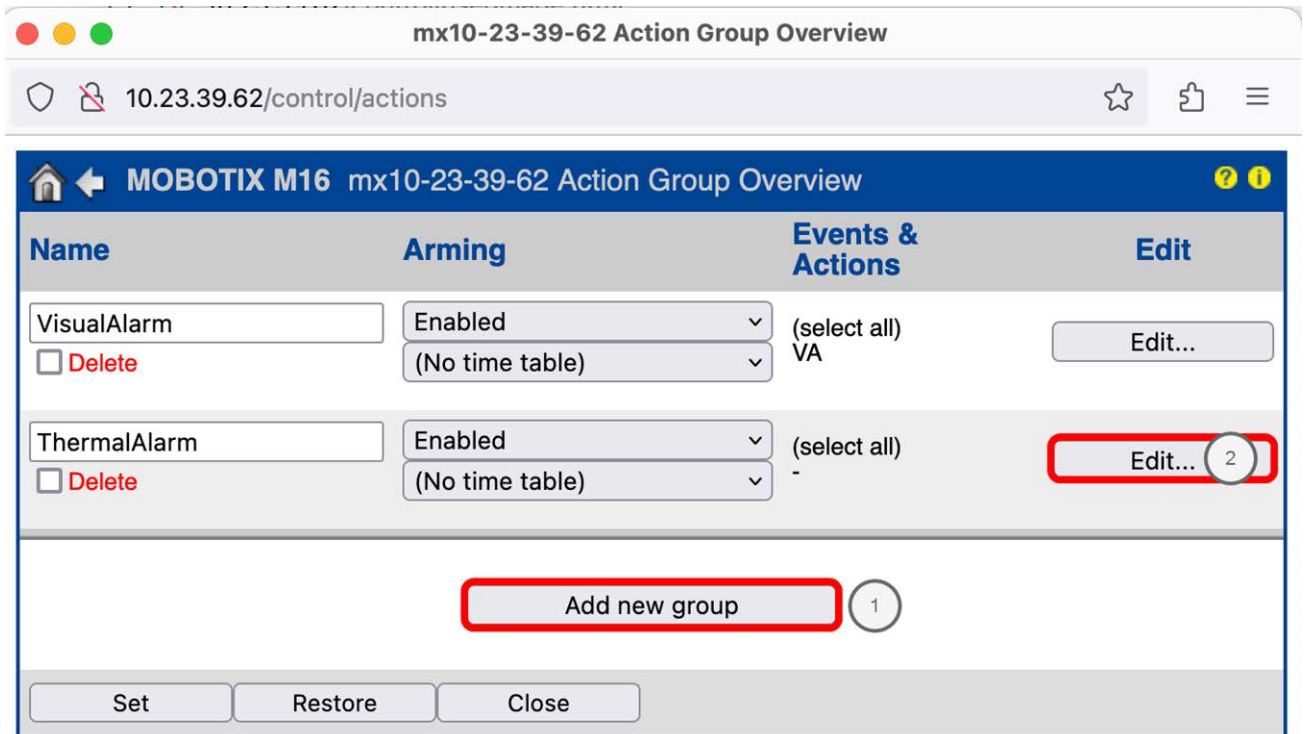 mx10-23-39-62 Action Group Overview
10.23.39.62/control/actions
MOBOTIX M16 mx10-23-39-62 Action Group Overview ? i
Name Arming Events & Actions Edit
VisualAlarm Enabled (select all) Edit...
Delete (No time table) VA
ThermalAlarm Enabled (select all) Edit... 2
Delete (No time table) -
Add new group 1
Set Restore Close